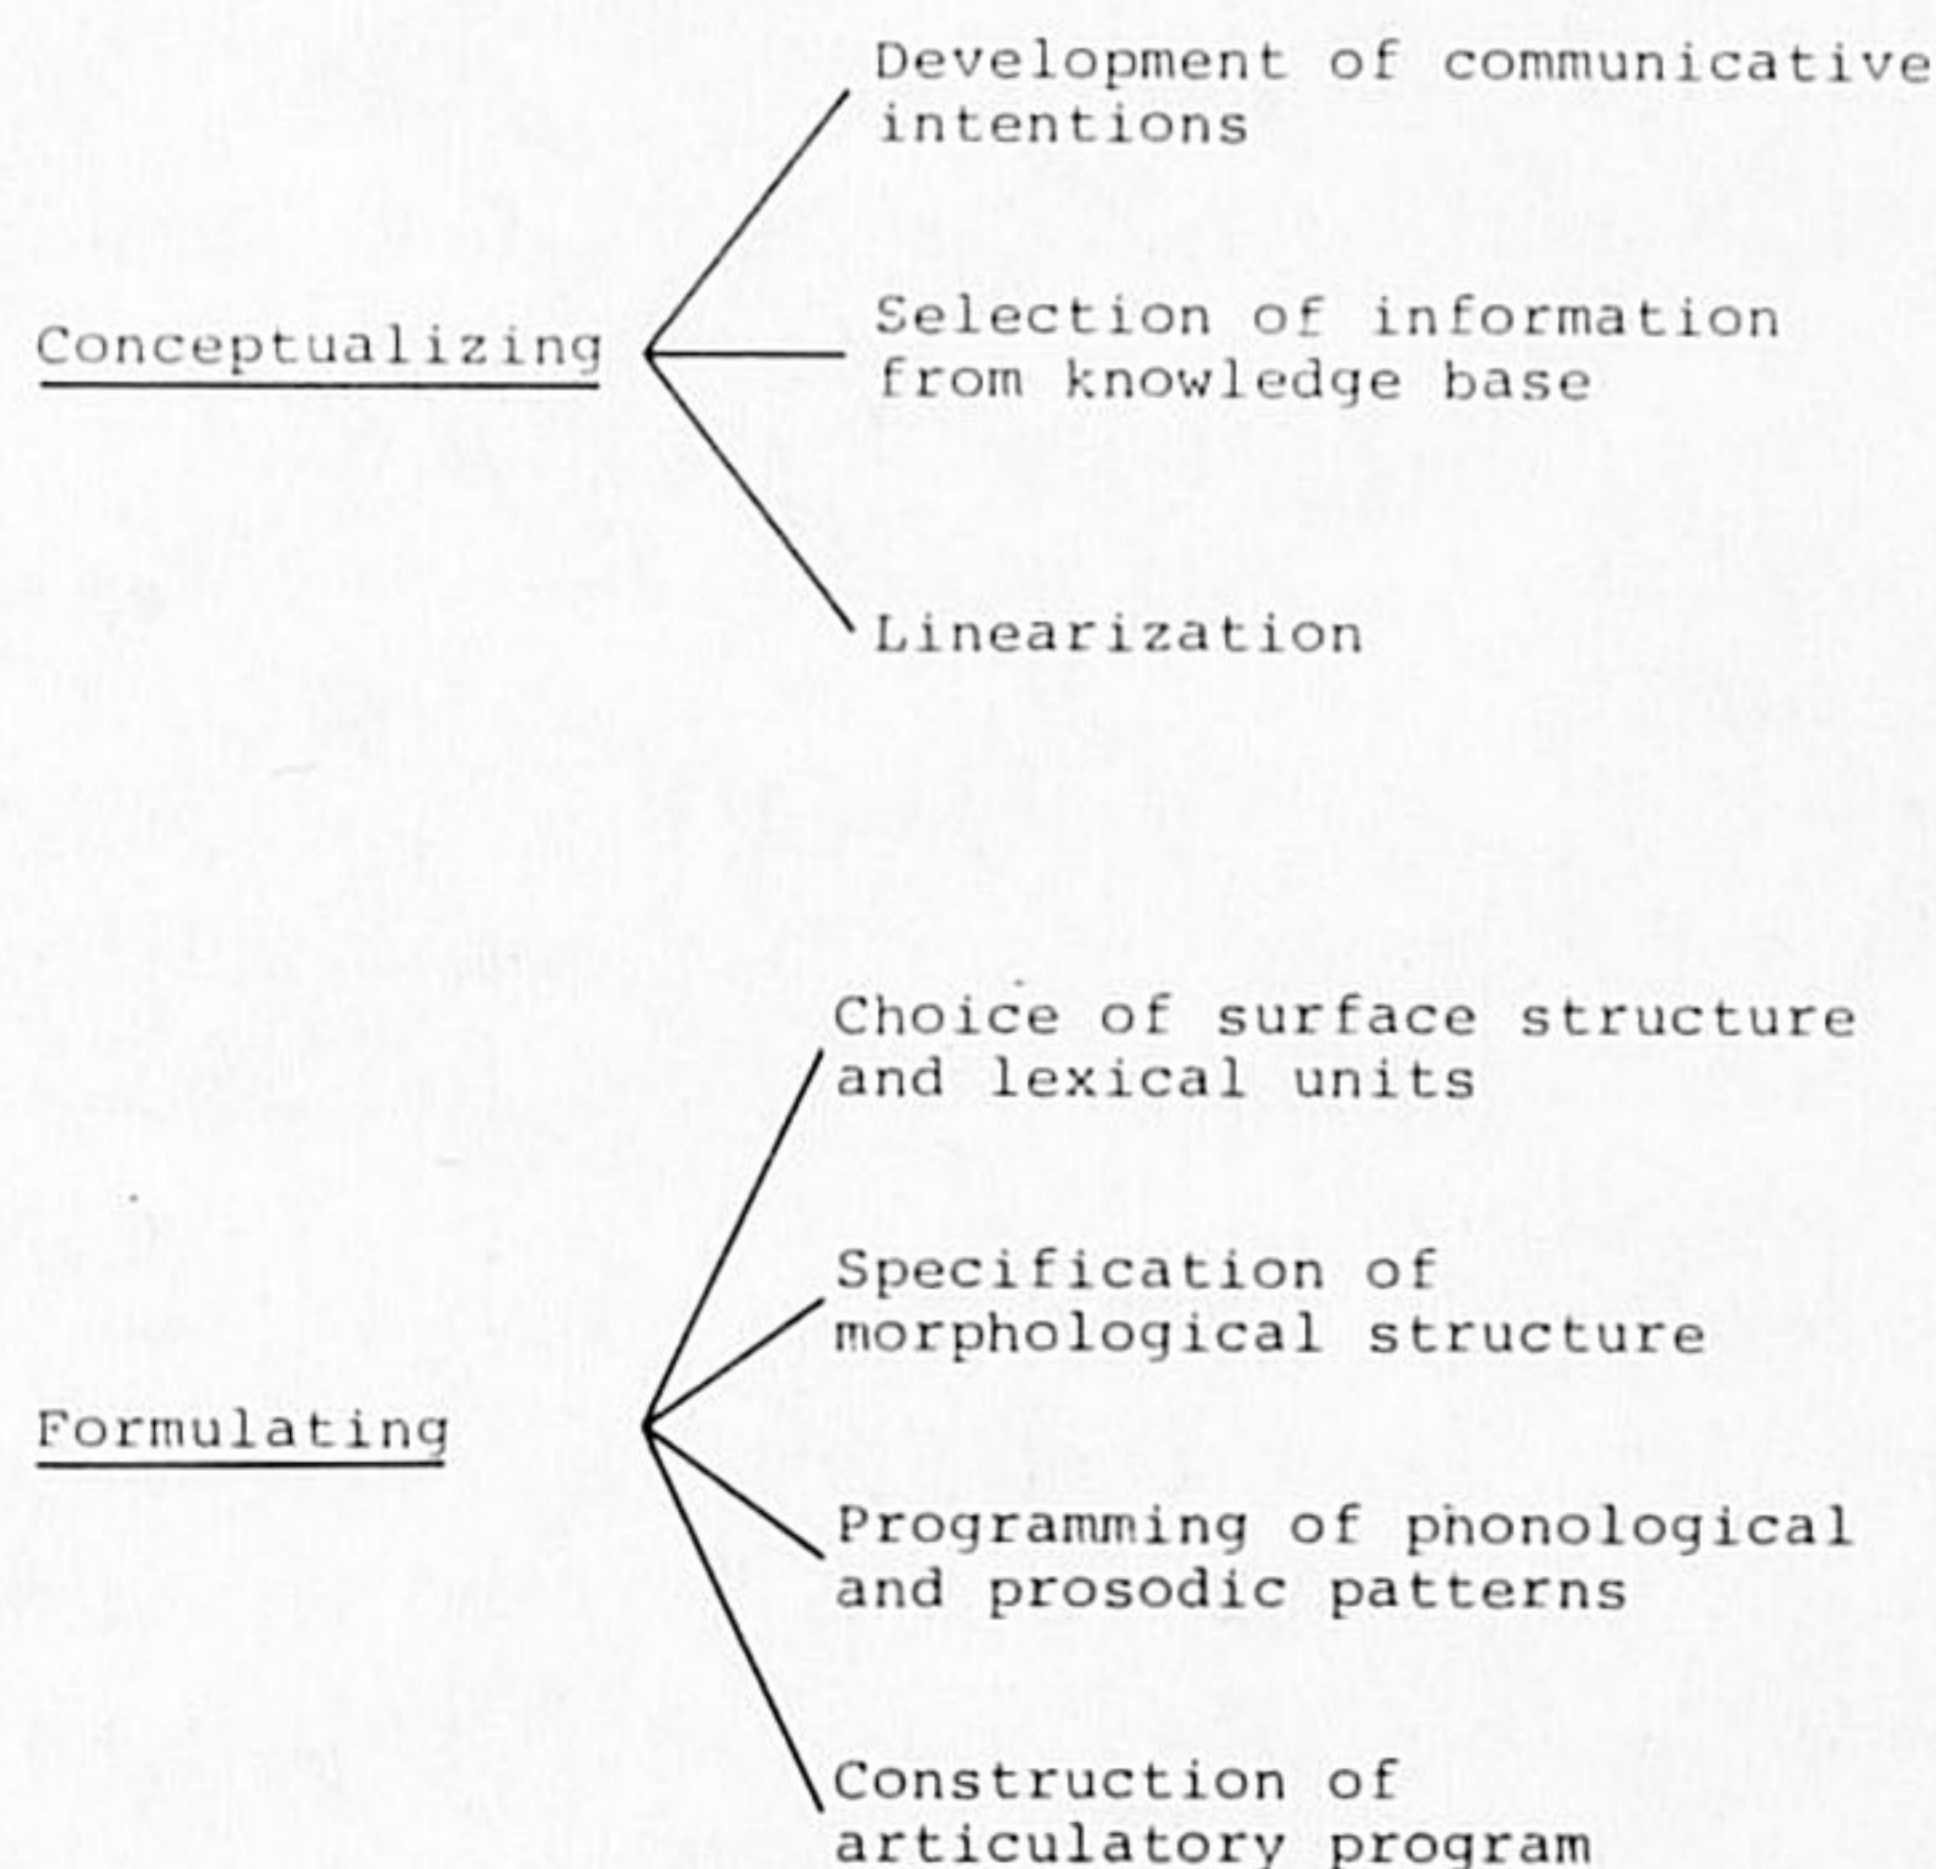 Development of communicative
intentions
Conceptualizing
Selection of information
from knowledge base
Linearization
Choice of surface structure
and lexical units
Specification of
morphological structure
Formulating
Programming of phonological
and prosodic patterns
Construction of
articulatory program